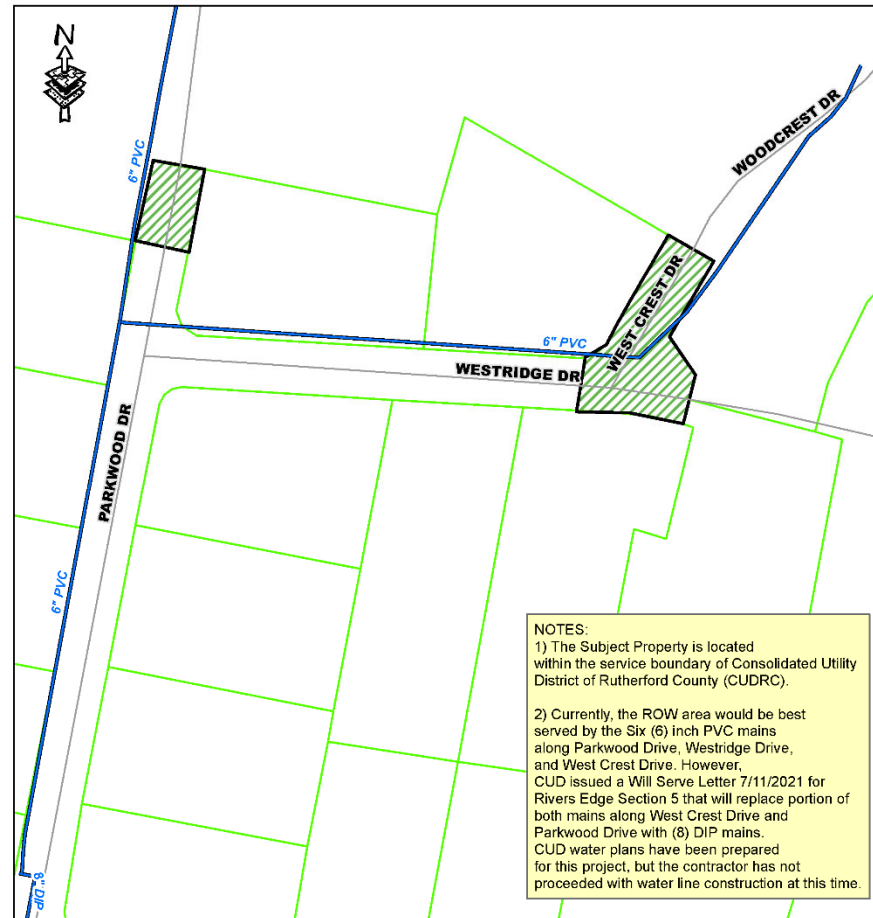 N
6" PVC
WOODCREST DR
WEST CREST DR
6" PVC
WESTRIDGE DR
PARKWOOD DR
6" PVC
8" DIP
NOTES:
1) The Subject Property is located
within the service boundary of Consolidated Utility
District of Rutherford County (CUDRC).
2) Currently, the ROW area would be best
served by the Six (6) inch PVC mains
along Parkwood Drive, Westridge Drive,
and West Crest Drive. However,
CUD issued a Will Serve Letter 7/11/2021 for
Rivers Edge Section 5 that will replace portion of
both mains along West Crest Drive and
Parkwood Drive with (8) DIP mains.
CUD water plans have been prepared
for this project, but the contractor has not
proceeded with water line construction at this time.